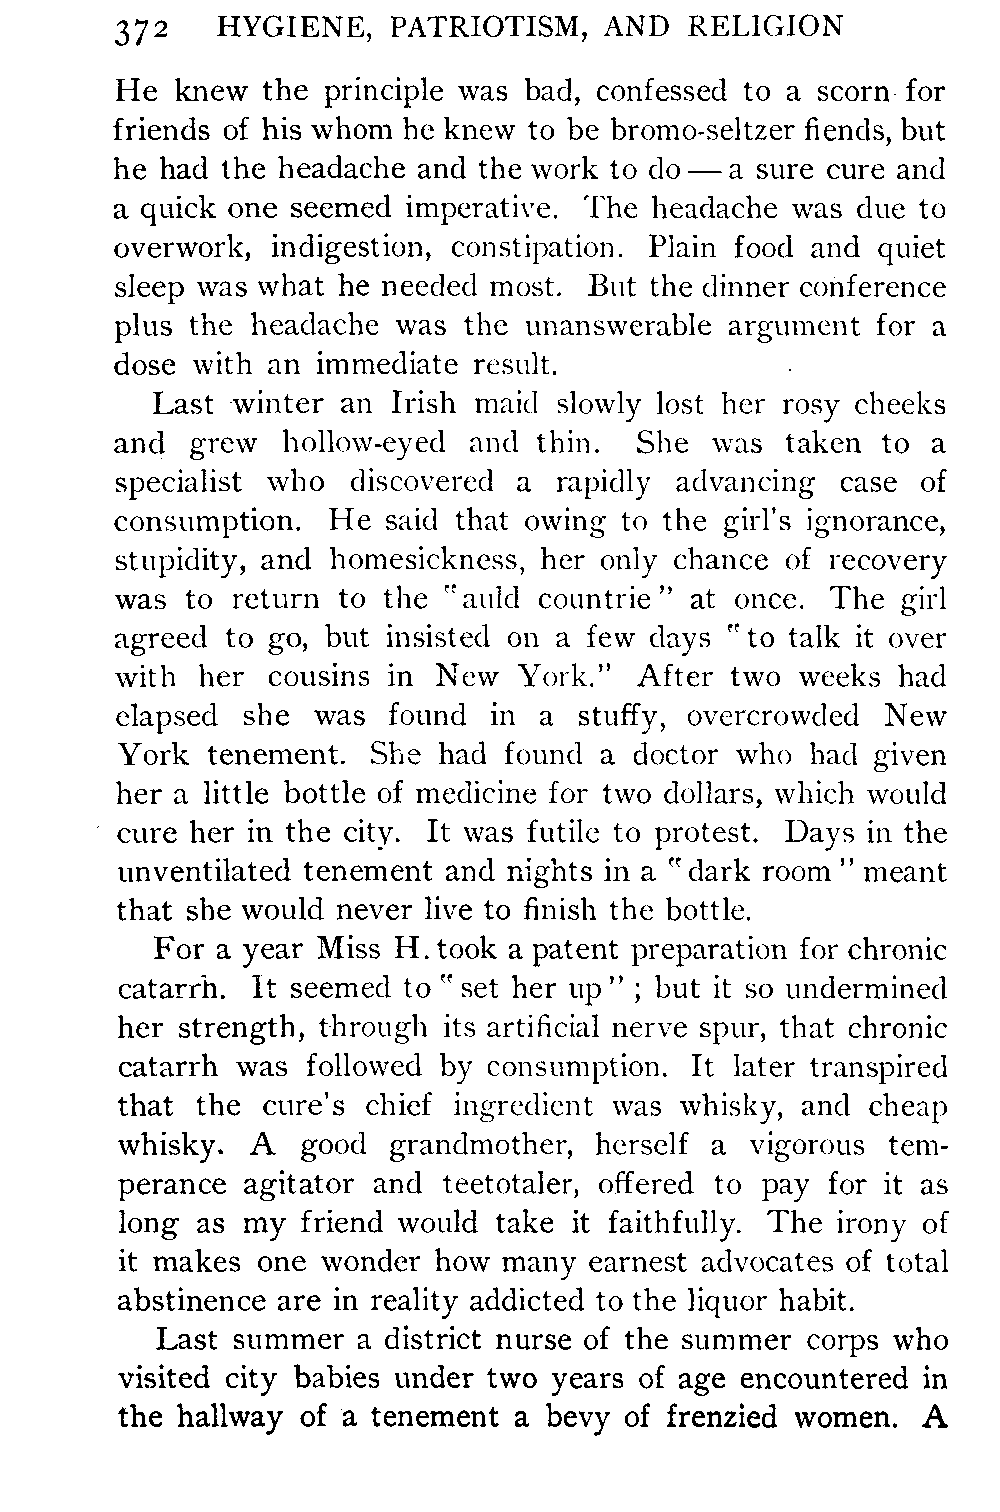 372 HYGIENE, PATRIOTISM, AND RELIGION
He knew the principle was bad, confessed to a scorn for
friends of his whom he knew to be bromo-seltzer fiends, but
he had the headache and the work to do — a sure cure and
a quick one seemed imperative. The headache was due to
overwork, indigestion, constipation. Plain food and quiet
sleep was what he needed most. But the dinner conference
plus the headache was the unanswerable argument for a
dose with an immediate result.
Last winter an Irish maid slowly lost her rosy cheeks
and grew hollow-eyed and thin. She was taken to a
specialist who discovered a rapidly advancing case of
consumption. He said that owing to the girl's ignorance,
stupidity, and homesickness, her only chance of recovery
was to return to the "auld countrie" at once. The girl
agreed to go, but insisted on a few days "to talk it over
with her cousins in New York." After two weeks had
elapsed she was found in a stuffy, overcrowded New
York tenement. She had found a doctor who had given
her a little bottle of medicine for two dollars, which would
cure her in the city. It was futile to protest. Days in the
unventilated tenement and nights in a "dark room" meant
that she would never live to finish the bottle.
For a year Miss H. took a patent preparation for chronic
catarrh. It seemed to "set her up"; but it so undermined
her strength, through its artificial nerve spur, that chronic
catarrh was followed by consumption. It later transpired
that the cure's chief ingredient was whisky, and cheap
whisky. A good grandmother, herself a vigorous tem-
perance agitator and teetotaler, offered to pay for it as
long as my friend would take it faithfully. The irony of
it makes one wonder how many earnest advocates of total
abstinence are in reality addicted to the liquor habit.
Last summer a district nurse of the summer corps who
visited city babies under two years of age encountered in
the hallway of a tenement a bevy of frenzied women. A